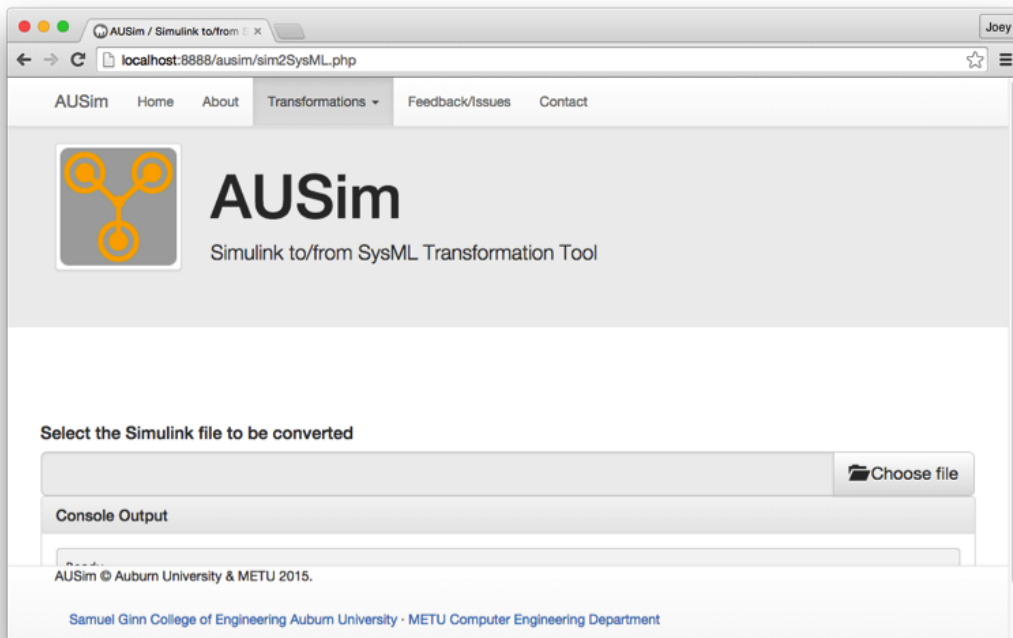 AUSim / Simulink to/from
Joey
localhost:8888/ausim/sim2SysML.php
AUSim Home About Transformations Feedback/Issues Contact
AUSim
Simulink to/from SysML Transformation Tool
Select the Simulink file to be converted
Choose file
Console Output
AUSim © Auburn University & METU 2015.
Samuel Ginn College of Engineering Auburn University · METU Computer Engineering Department